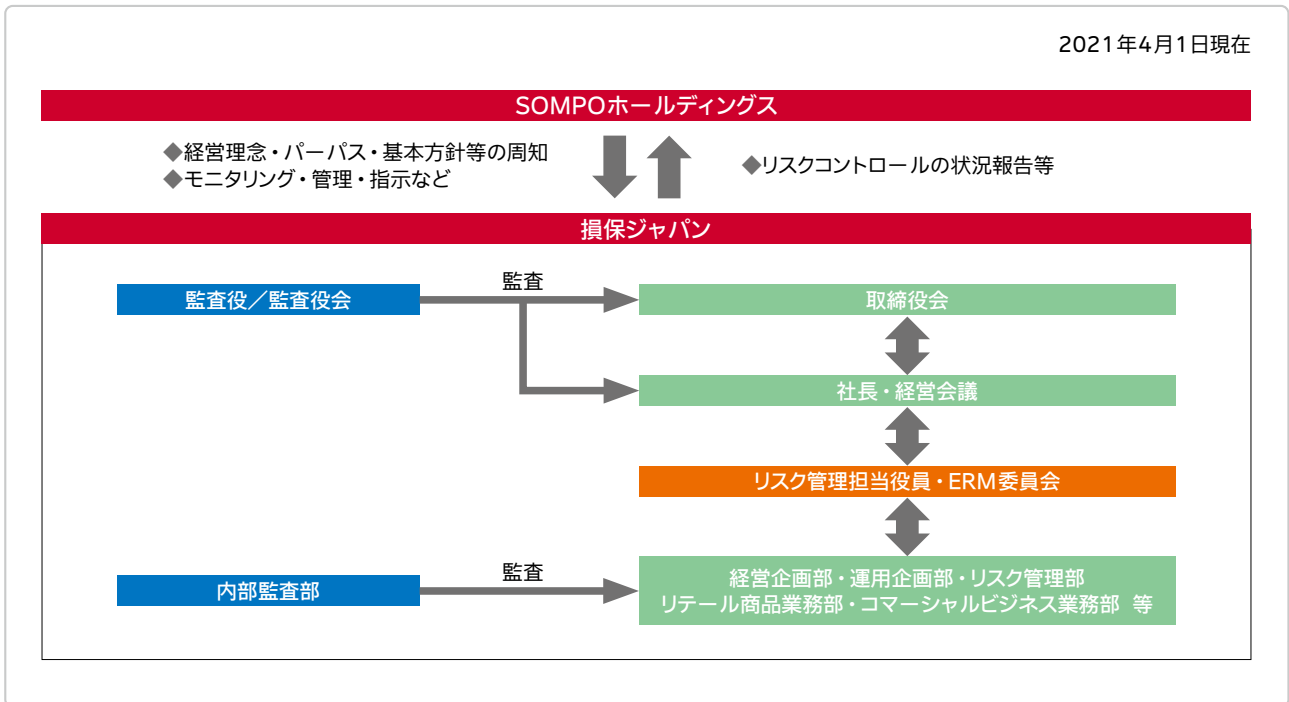 2021年4月1日現在
SOMPOホールディングス
◆経営理念・パーパス・基本方針等の周知
◆モニタリング・管理・指示など
◆リスクコントロールの状況報告等
損保ジャパン
監査役／監査役会
監査
取締役会
社長・経営会議
リスク管理担当役員・ERM委員会
内部監査部
監査
経営企画部・運用企画部・リスク管理部
リテール商品業務部・コマーシャルビジネス業務部 等